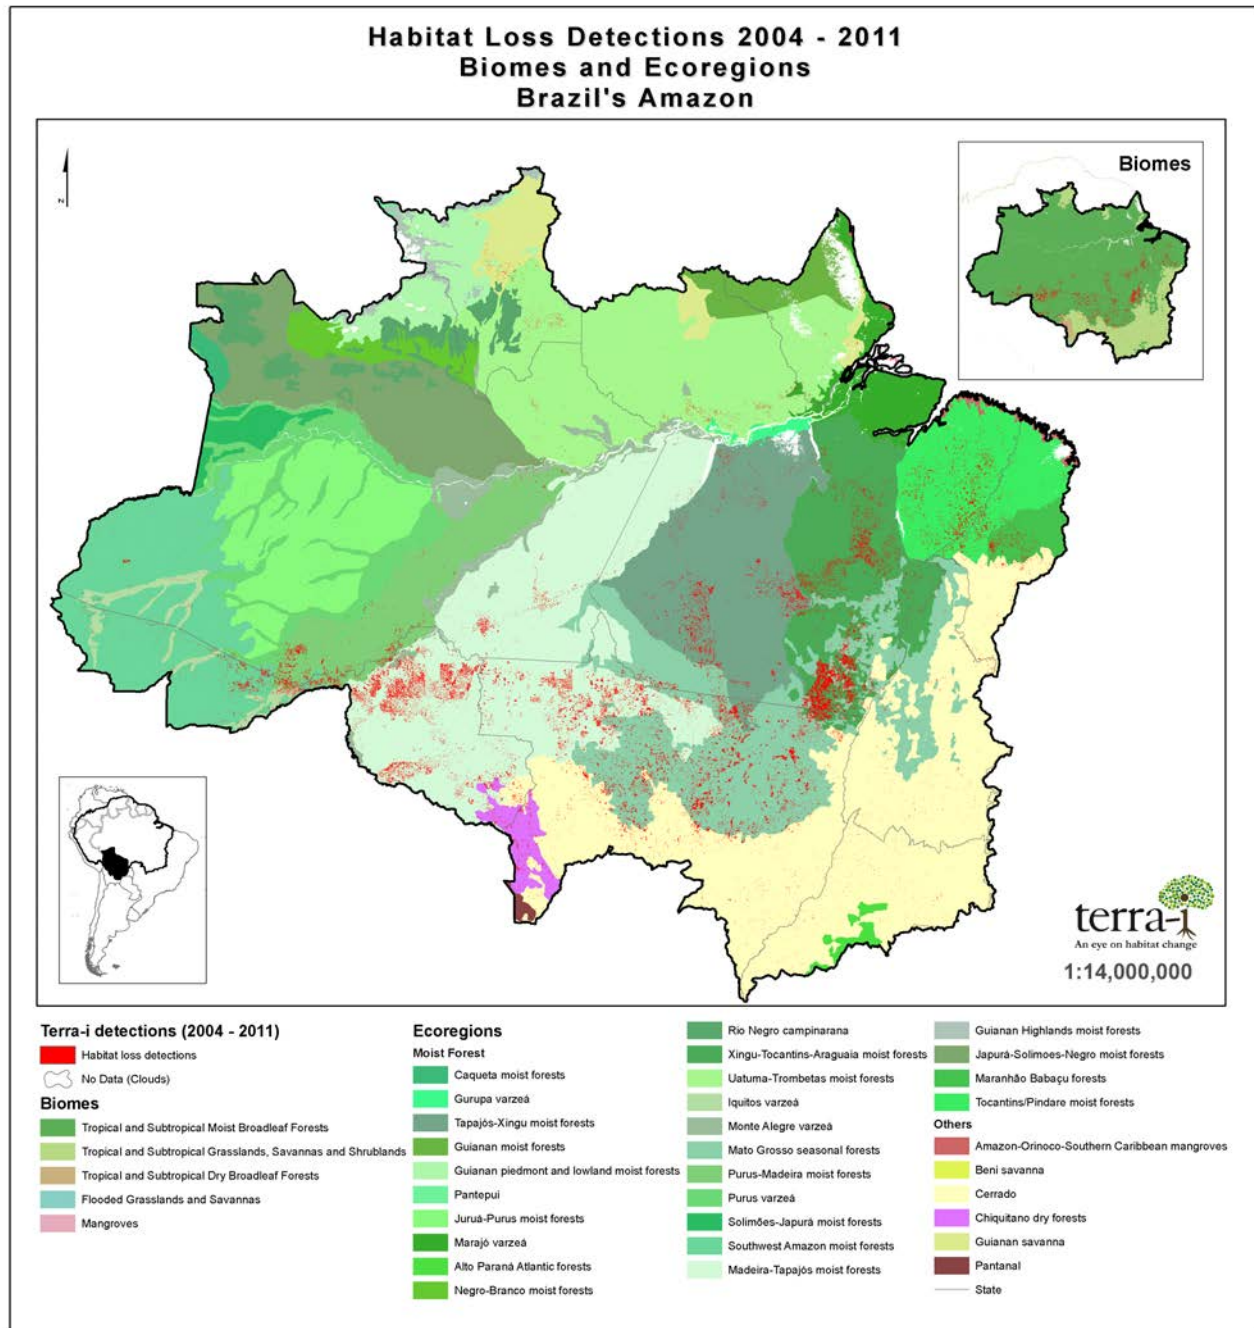 Habitat Loss Detections 2004 - 2011
Biomes and Ecoregions
Brazil's Amazon
N
Biomes
terra-i
An eye on habitat change
1:14,000,000
Terra-i detections (2004 - 2011)
Habitat loss detections
No Data (Clouds)
Biomes
Tropical and Subtropical Moist Broadleaf Forests
Tropical and Subtropical Grasslands, Savannas and Shrublands
Tropical and Subtropical Dry Broadleaf Forests
Flooded Grasslands and Savannas
Mangroves
Ecoregions
Moist Forest
Caqueta moist forests
Gurupa varzeá
Tapajós-Xingu moist forests
Guianan moist forests
Guianan piedmont and lowland moist forests
Pantepui
Juruá-Purus moist forests
Marajó varzeá
Alto Paraná Atlantic forests
Negro-Branco moist forests
Rio Negro campinarana
Xingu-Tocantins-Araguaia moist forests
Uatuma-Trombetas moist forests
Iquitos varzeá
Monte Alegre varzeá
Mato Grosso seasonal forests
Purus-Madeira moist forests
Purus varzeá
Solimões-Japurá moist forests
Southwest Amazon moist forests
Madeira-Tapajós moist forests
Guianan Highlands moist forests
Japurá-Solimoes-Negro moist forests
Maranhão Babaçu forests
Tocantins/Pindare moist forests
Others
Amazon-Orinoco-Southern Caribbean mangroves
Beni savanna
Cerrado
Chiquitano dry forests
Guianan savanna
Pantanal
State